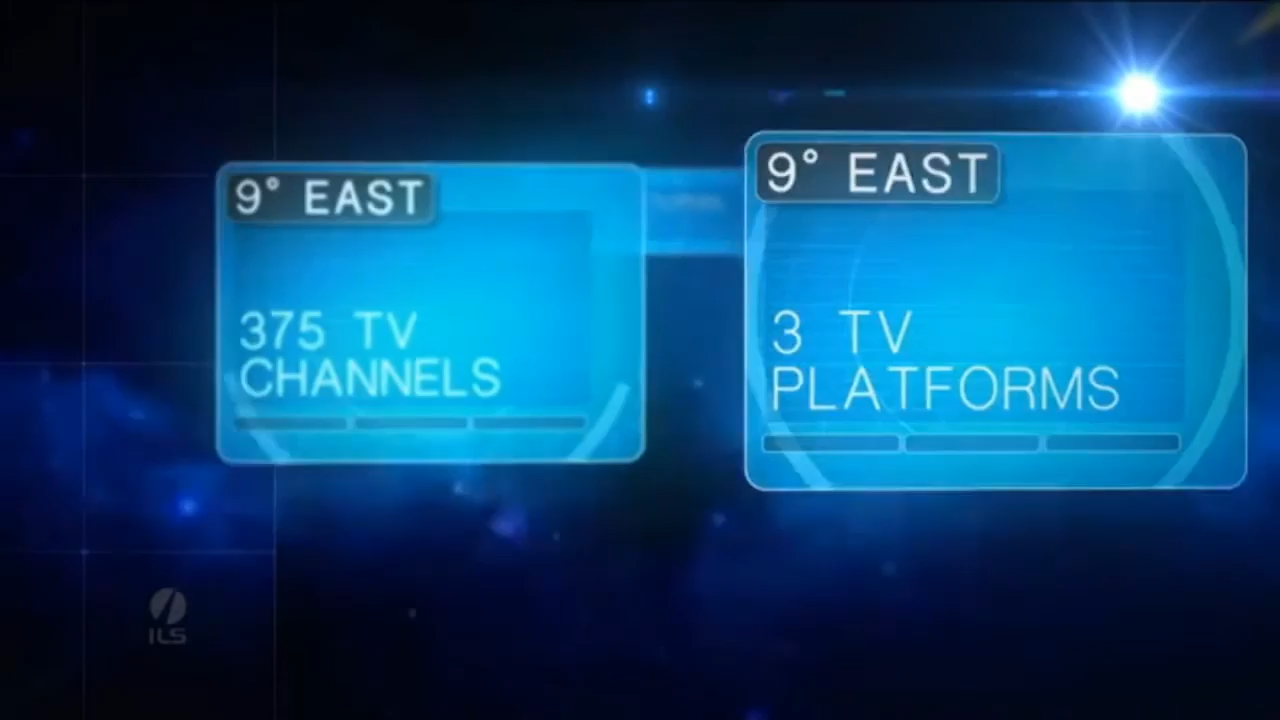 9° EAST
375 TV
CHANNELS
9° EAST
3 TV
PLATFORMS
ILS